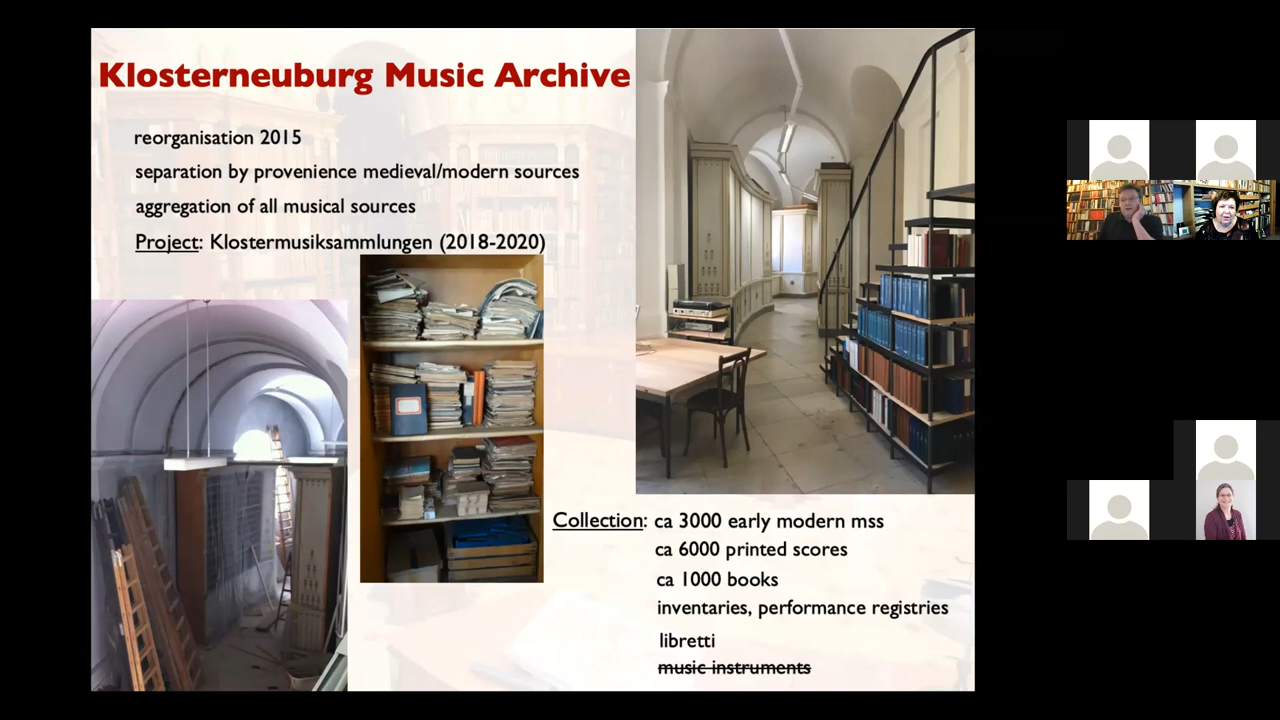 Klosterneuburg Music Archive
reorganisation 2015
separation by provenience medieval/modern sources
aggregation of all musical sources
Project: Klostermusiksammlungen (2018-2020)
Collection: ca 3000 early modern mss
ca 6000 printed scores
ca 1000 books
inventaries, performance registries
libretti
music instruments